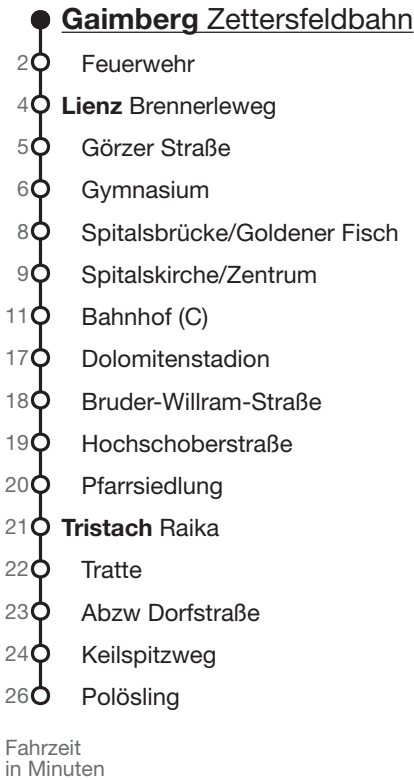 Gaimberg Zettersfeldbahn
2 Feuerwehr
4 Lienz Brennerleweg
5 Görzer Straße
6 Gymnasium
8 Spitalsbrücke/Goldener Fisch
9 Spitalskirche/Zentrum
11 Bahnhof (C)
17 Dolomitenstadion
18 Bruder-Willram-Straße
19 Hochschoberstraße
20 Pfarrsiedlung
21 Tristach Raika
22 Tratte
23 Abzw Dorfstraße
24 Keilspitzweg
26 Polösling
Fahrzeit
in Minuten